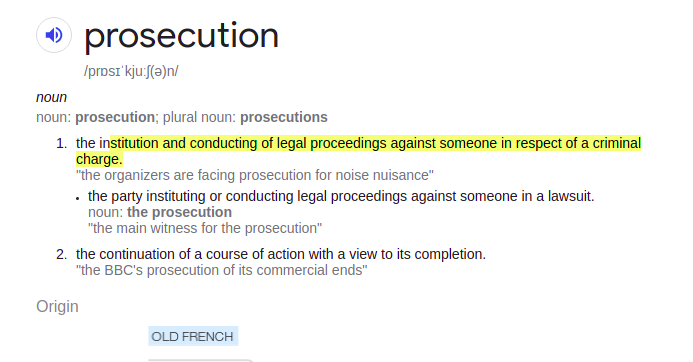 prosecution
/prɒsɪˈkjuːʃ(ə)n/
noun
noun: prosecution; plural noun: prosecutions
1. the institution and conducting of legal proceedings against someone in respect of a criminal
charge.
"the organizers are facing prosecution for noise nuisance"
• the party instituting or conducting legal proceedings against someone in a lawsuit.
noun: the prosecution
"the main witness for the prosecution"
2. the continuation of a course of action with a view to its completion.
"the BBC's prosecution of its commercial ends"
Origin
OLD FRENCH